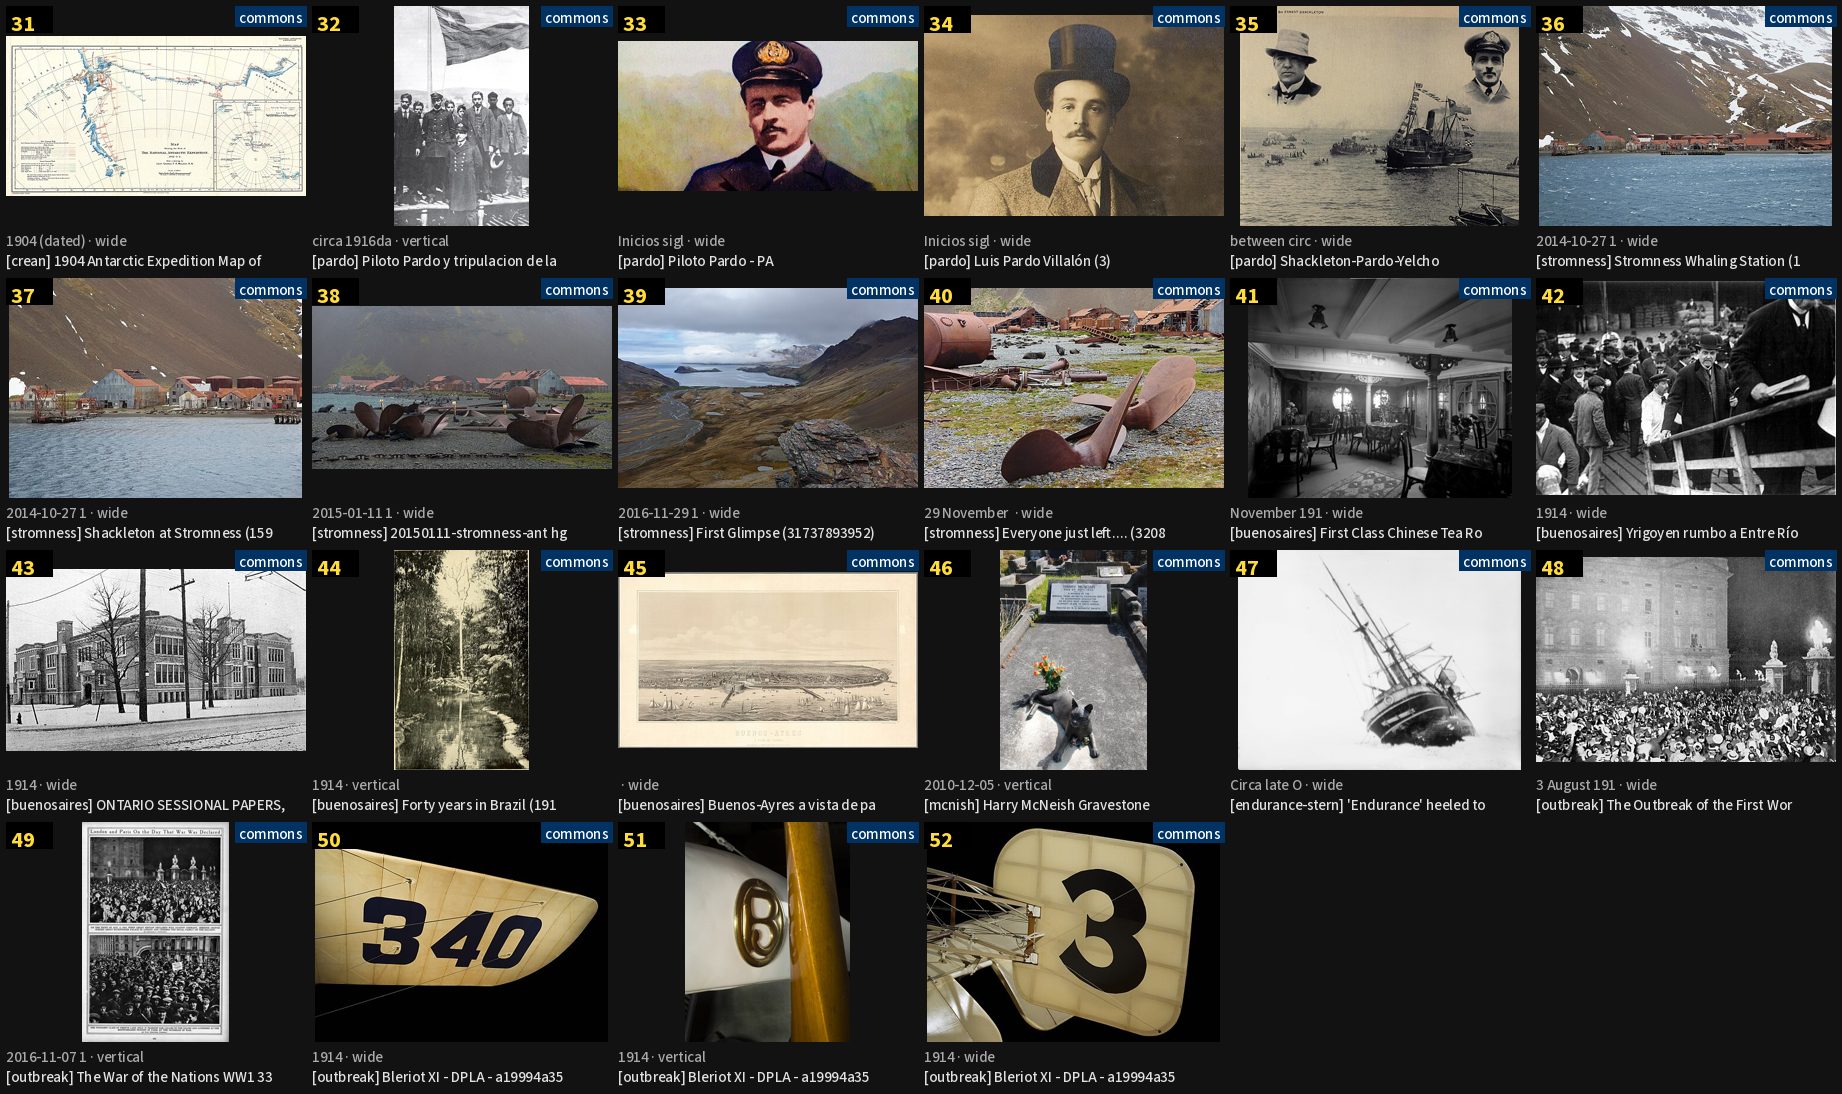 31 commons
1904 (dated) · wide
[crean] 1904 Antarctic Expedition Map of
32 commons
circa 1916da · vertical
[pardo] Piloto Pardo y tripulacion de la
33 commons
Inicios sigl · wide
[pardo] Piloto Pardo - PA
34 commons
Inicios sigl · wide
[pardo] Luis Pardo Villalón (3)
35 commons
between circ · wide
[pardo] Shackleton-Pardo-Yelcho
36 commons
2014-10-27 1 · wide
[stromness] Stromness Whaling Station (1
37 commons
2014-10-27 1 · wide
[stromness] Shackleton at Stromness (159
38 commons
2015-01-11 1 · wide
[stromness] 20150111-stromness-ant hg
39 commons
2016-11-29 1 · wide
[stromness] First Glimpse (31737893952)
40 commons
29 November · wide
[stromness] Everyone just left.... (3208
41 commons
November 191 · wide
[buenosaires] First Class Chinese Tea Ro
42 commons
1914 · wide
[buenosaires] Yrigoyen rumbo a Entre Río
43 commons
1914 · wide
[buenosaires] ONTARIO SESSIONAL PAPERS,
44 commons
1914 · vertical
[buenosaires] Forty years in Brazil (191
45 commons
BUENOS-AYRES
· wide
[buenosaires] Buenos-Ayres a vista de pa
46 commons
2010-12-05 · vertical
[mcnish] Harry McNeish Gravestone
47 commons
Circa late O · wide
[endurance-stern] 'Endurance' heeled to
48 commons
3 August 191 · wide
[outbreak] The Outbreak of the First Wor
49 commons
London and Paris On the Day That War Was Declared
2016-11-07 1 · vertical
[outbreak] The War of the Nations WW1 33
50 commons
340
1914 · wide
[outbreak] Bleriot XI - DPLA - a19994a35
51 commons
B
1914 · vertical
[outbreak] Bleriot XI - DPLA - a19994a35
52 commons
3
1914 · wide
[outbreak] Bleriot XI - DPLA - a19994a35